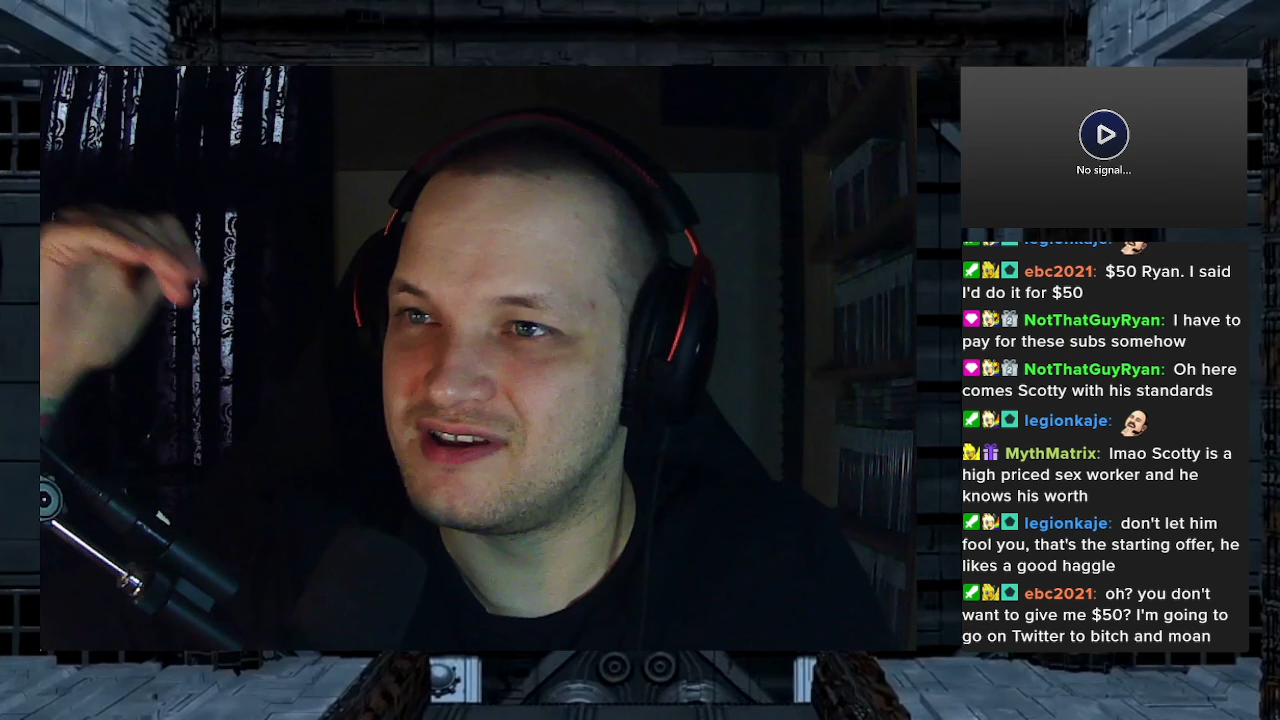 No signal...
legionkaje:
ebc2021: $50 Ryan. I said
I'd do it for $50
NotThatGuyRyan: I have to
pay for these subs somehow
NotThatGuyRyan: Oh here
comes Scotty with his standards
legionkaje:
MythMatrix: lmao Scotty is a
high priced sex worker and he
knows his worth
legionkaje: don't let him
fool you, that's the starting offer, he
likes a good haggle
ebc2021: oh? you don't
want to give me $50? I'm going to
go on Twitter to bitch and moan